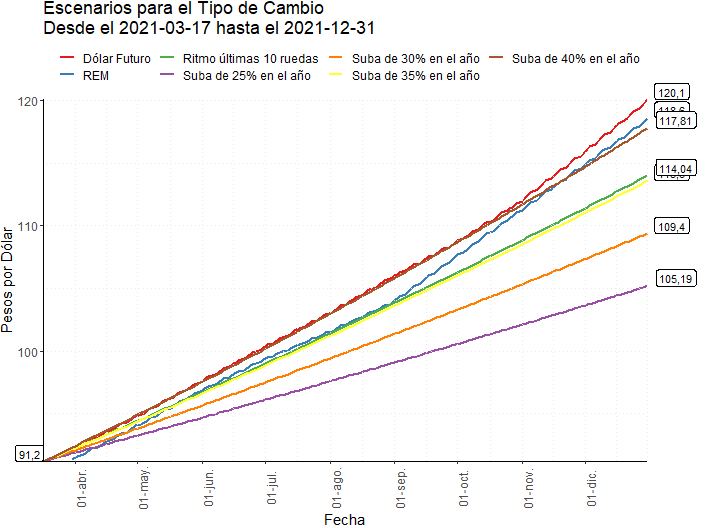 Escenarios para el Tipo de Cambio
Desde el 2021-03-17 hasta el 2021-12-31
Dólar Futuro
Ritmo últimas 10 ruedas
Suba de 30% en el año
Suba de 40% en el año
REM
Suba de 25% en el año
Suba de 35% en el año
120,1
117,81
114,04
109,4
105,19
91,2
120
110
100
Pesos por Dólar
01-abr.
01-may.
01-jun.
01-jul.
01-ago.
01-sep.
01-oct.
01-nov.
01-dic.
Fecha